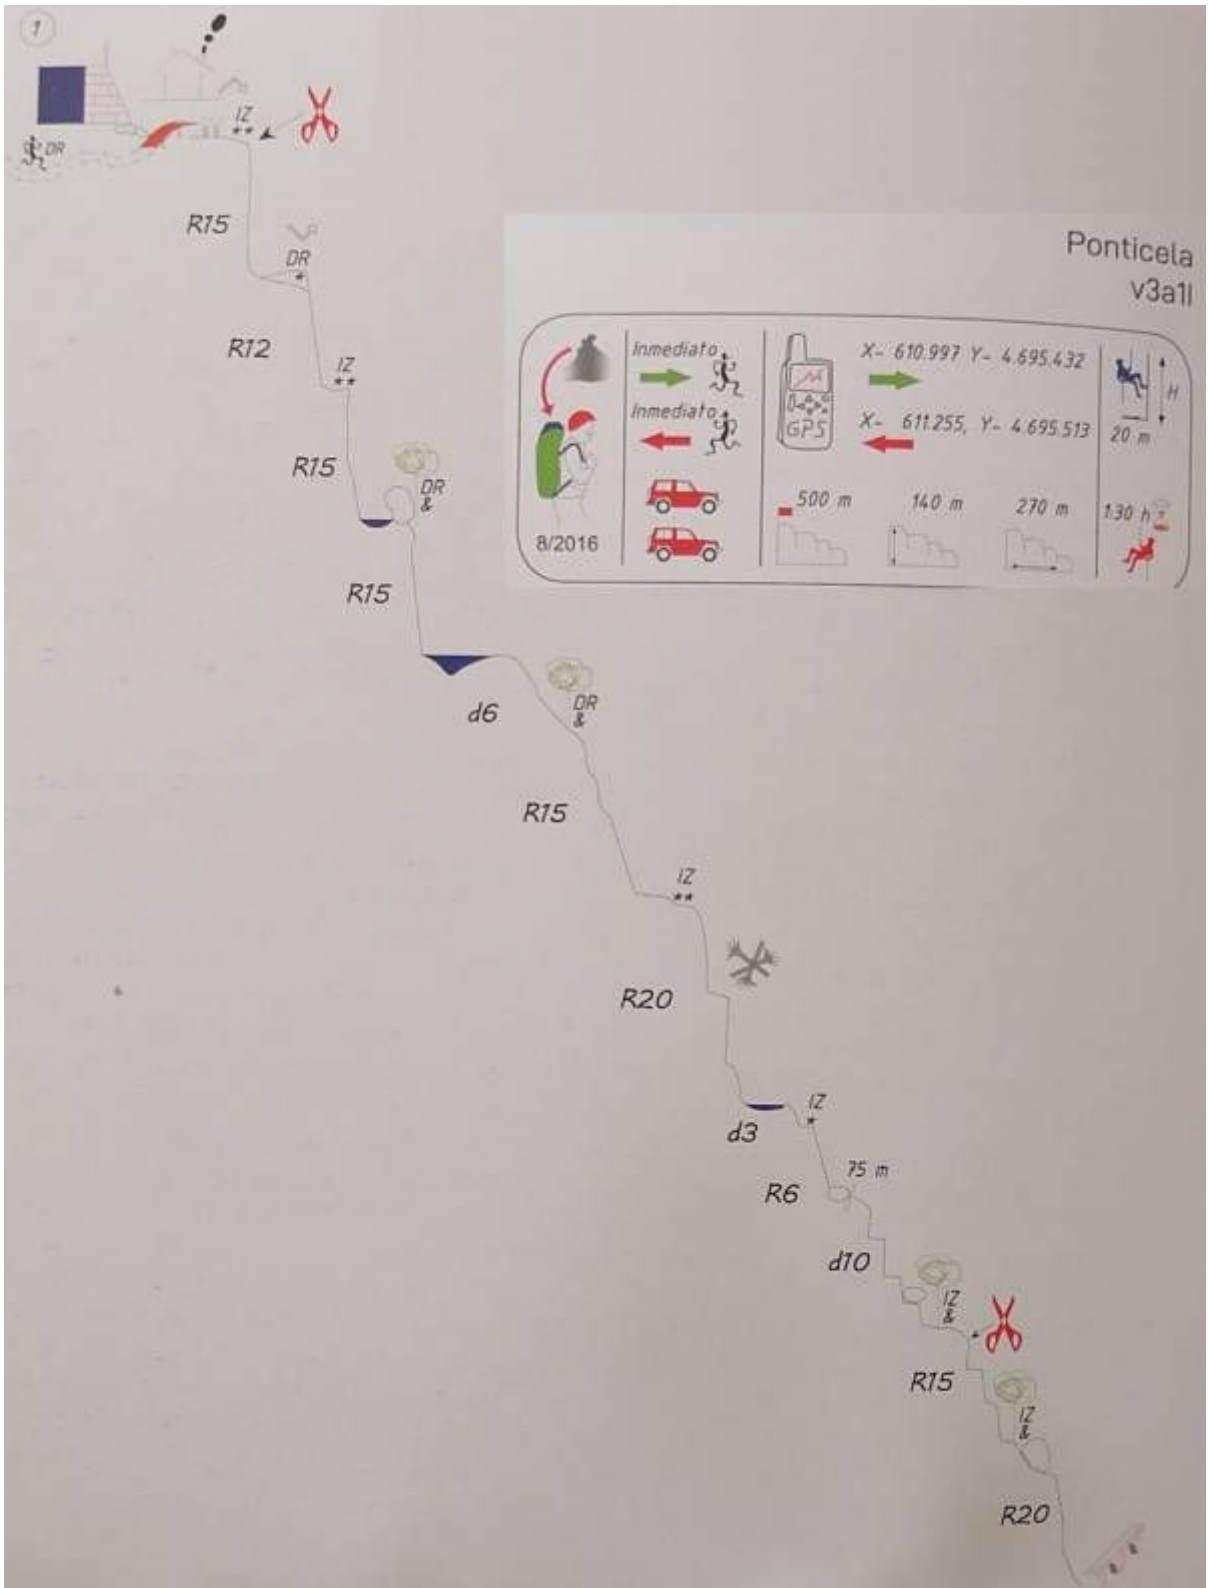 1
IZ
**
DR
R15
DR
*
R12
IZ
**
R15
DR
&
R15
d6
DR
&
R15
IZ
**
R20
d3
IZ
*
R6
75 m
d10
IZ
&
R15
IZ
&
R20
Ponticela
v3a1I
8/2016
Inmediato
Inmediato
GPS
X- 610.997 Y- 4.695.432
X- 611.255, Y- 4.695.513
500 m
140 m
270 m
H
20 m
1:30 h